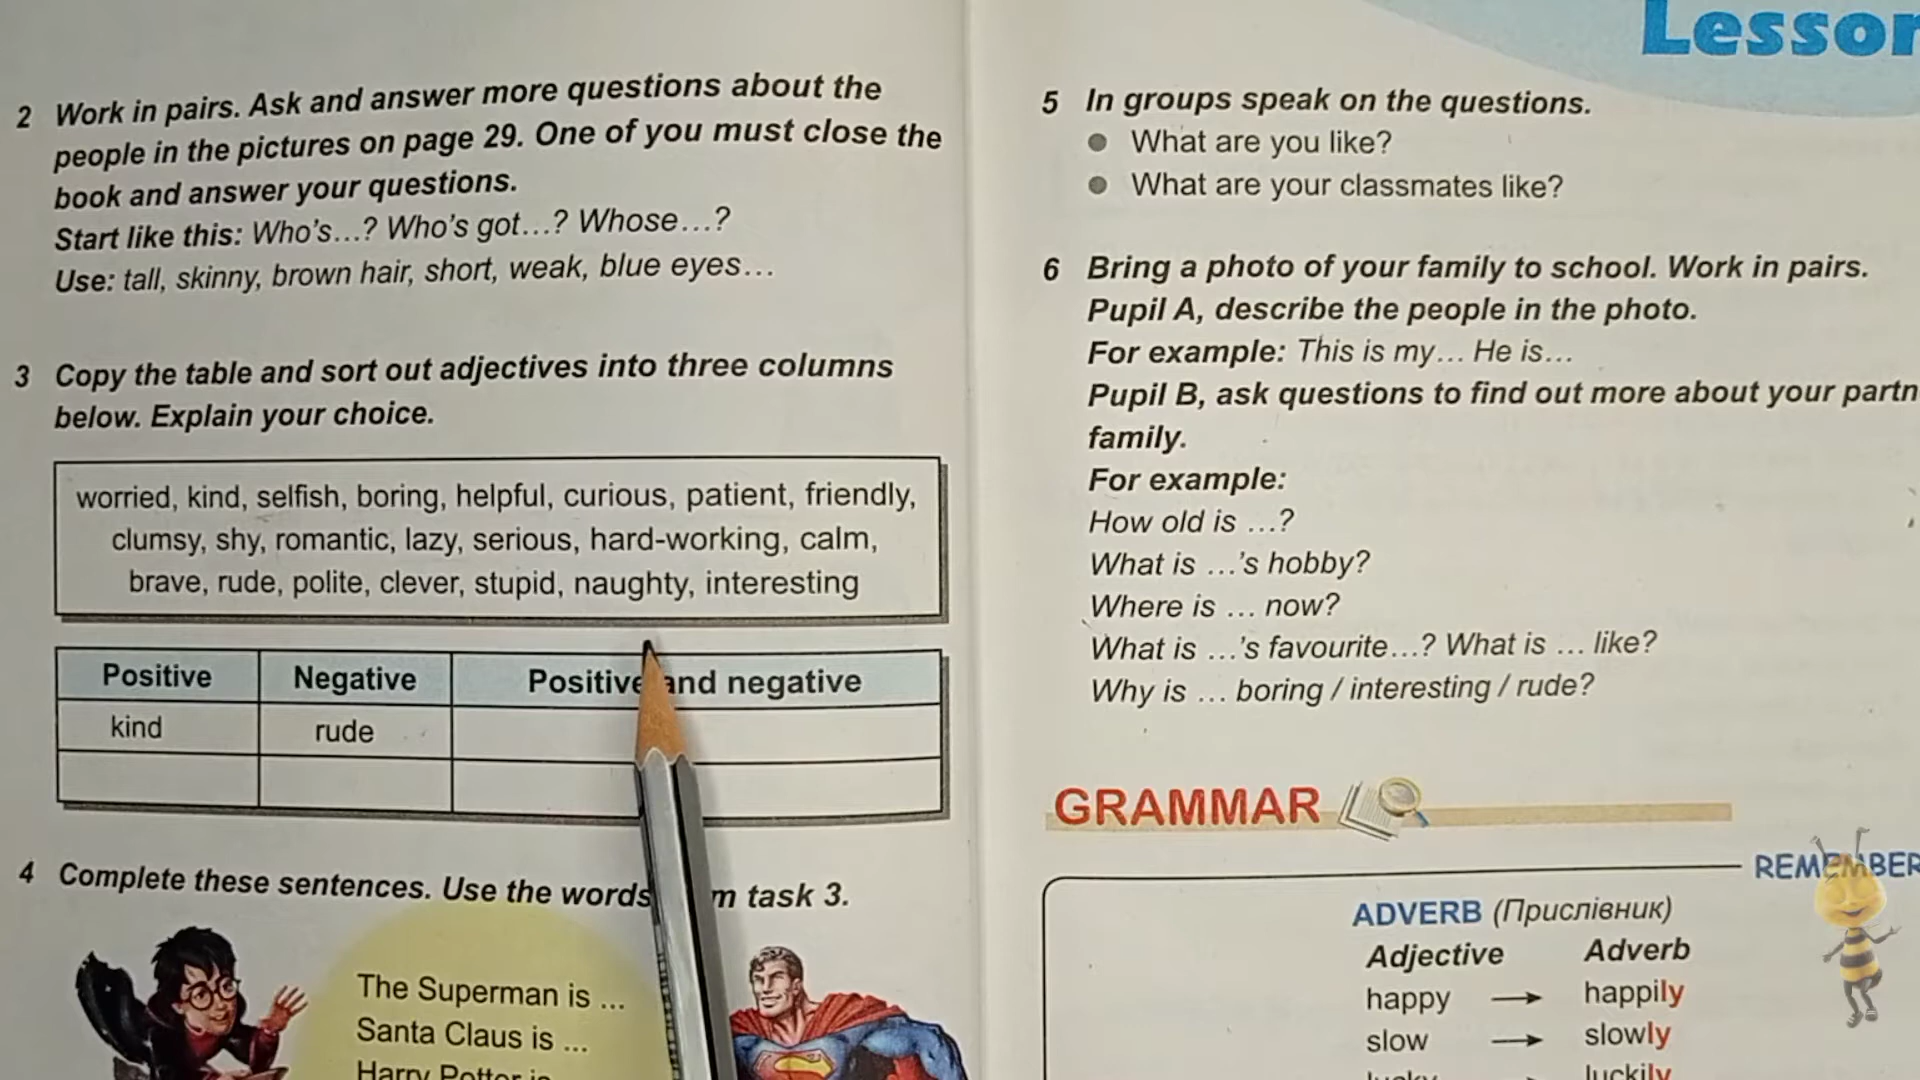 2 Work in pairs. Ask and answer more questions about the
people in the pictures on page 29. One of you must close the
book and answer your questions.
Start like this: Who's…? Who's got…? Whose…?
Use: tall, skinny, brown hair, short, weak, blue eyes…
3 Copy the table and sort out adjectives into three columns
below. Explain your choice.
worried, kind, selfish, boring, helpful, curious, patient, friendly,
clumsy, shy, romantic, lazy, serious, hard-working, calm,
brave, rude, polite, clever, stupid, naughty, interesting
Positive Negative Positive and negative
kind rude
4 Complete these sentences. Use the words task 3.
The Superman is ...
Santa Claus is ...
Harry Potter is
Lesson
5 In groups speak on the questions.
● What are you like?
● What are your classmates like?
6 Bring a photo of your family to school. Work in pairs.
Pupil A, describe the people in the photo.
For example: This is my… He is…
Pupil B, ask questions to find out more about your partn
family.
For example:
How old is …?
What is …'s hobby?
Where is … now?
What is …'s favourite…? What is … like?
Why is … boring / interesting / rude?
GRAMMAR
REMEMBER
ADVERB (Прислівник)
Adjective Adverb
happy → happily
slow → slowly
lucky → luckily